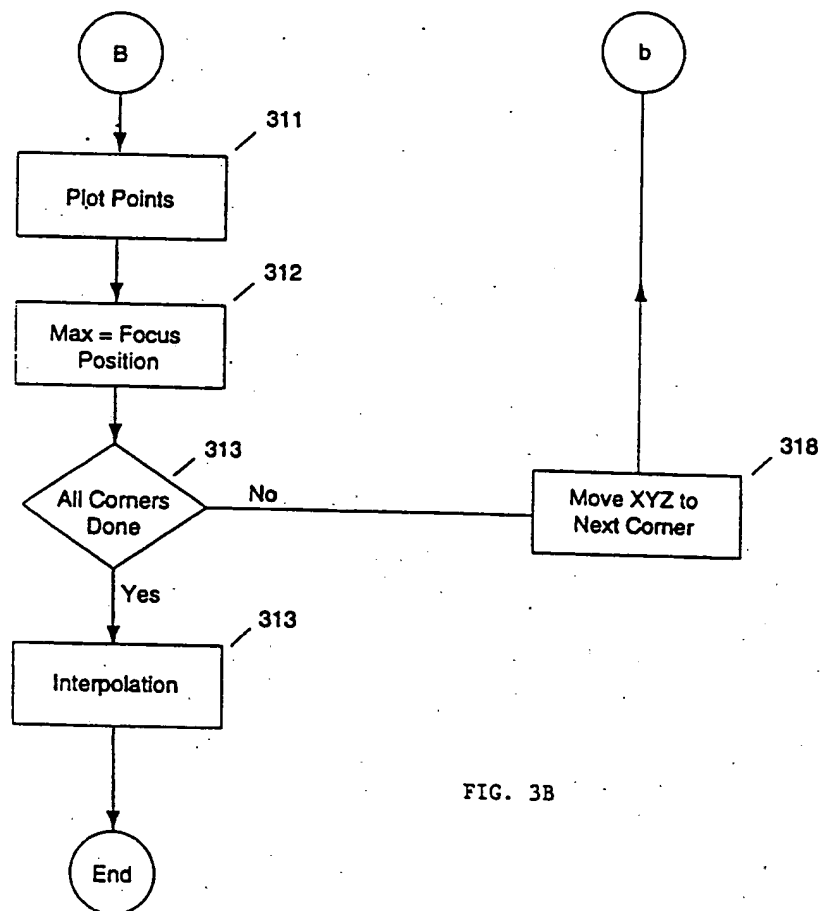 B
b
311
Plot Points
312
Max = Focus
Position
313
All Corners
Done
No
318
Move XYZ to
Next Corner
Yes
313
Interpolation
FIG. 3B
End